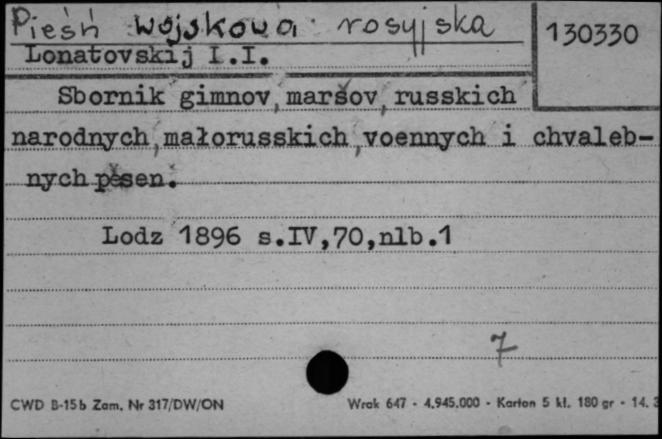 Pieśń wojskowa rosyjska
130330
Lonatovskij I.I.
Sbornik gimnov, maršov, russkich
narodnych, małorusskich, voennych i chvaleb-
nych pěsen.
Lodz 1896 s.IV,70,nlb.1
7
CWD B-15b Zam. Nr 317/DW/ON
Wrak 647 - 4.945.000 - Karton 5 kl. 180 gr - 14. 3